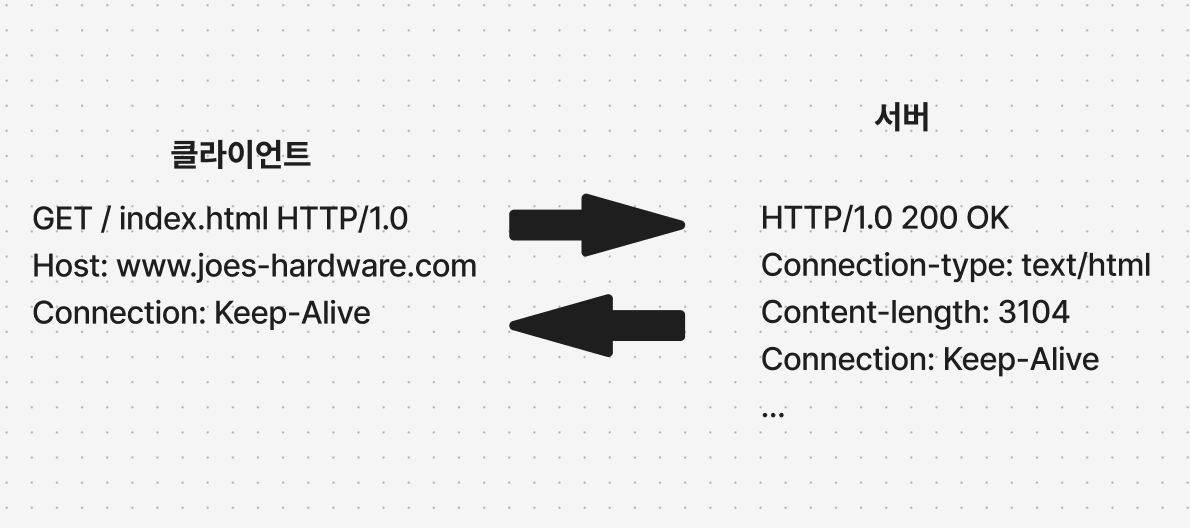 클라이언트
GET / index.html HTTP/1.0
Host: www.joes-hardware.com
Connection: Keep-Alive
서버
HTTP/1.0 200 OK
Connection-type: text/html
Content-length: 3104
Connection: Keep-Alive
...